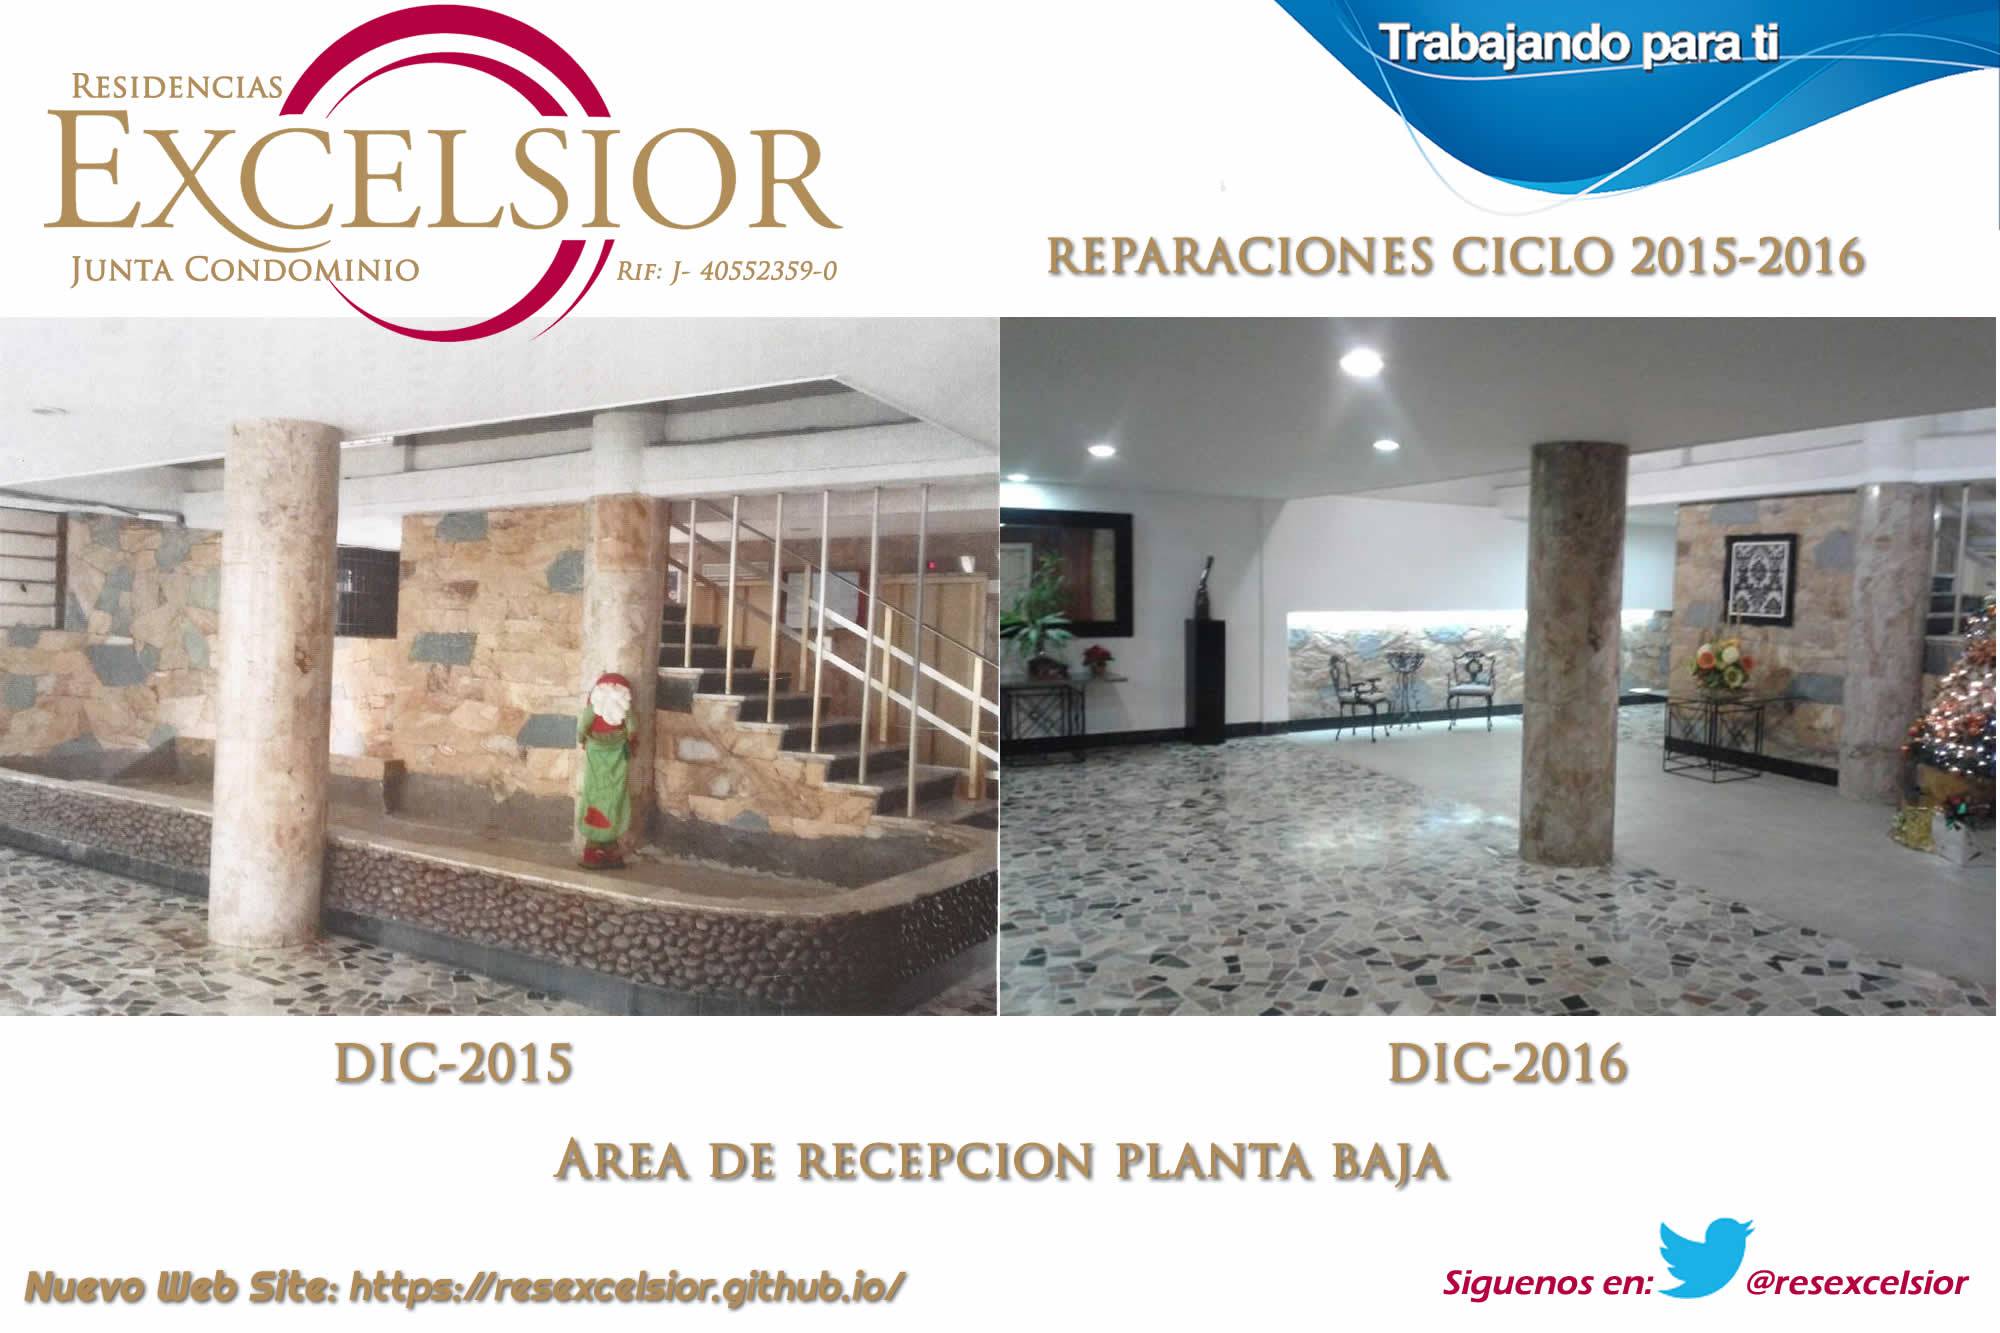 Residencias
Excelsior
Junta Condominio
Rif: J- 40552359-0
Trabajando para ti
REPARACIONES CICLO 2015-2016
DIC-2015
DIC-2016
AREA DE RECEPCION PLANTA BAJA
Nuevo Web Site: https://resexcelsior.github.io/
Siguenos en: @resexcelsior